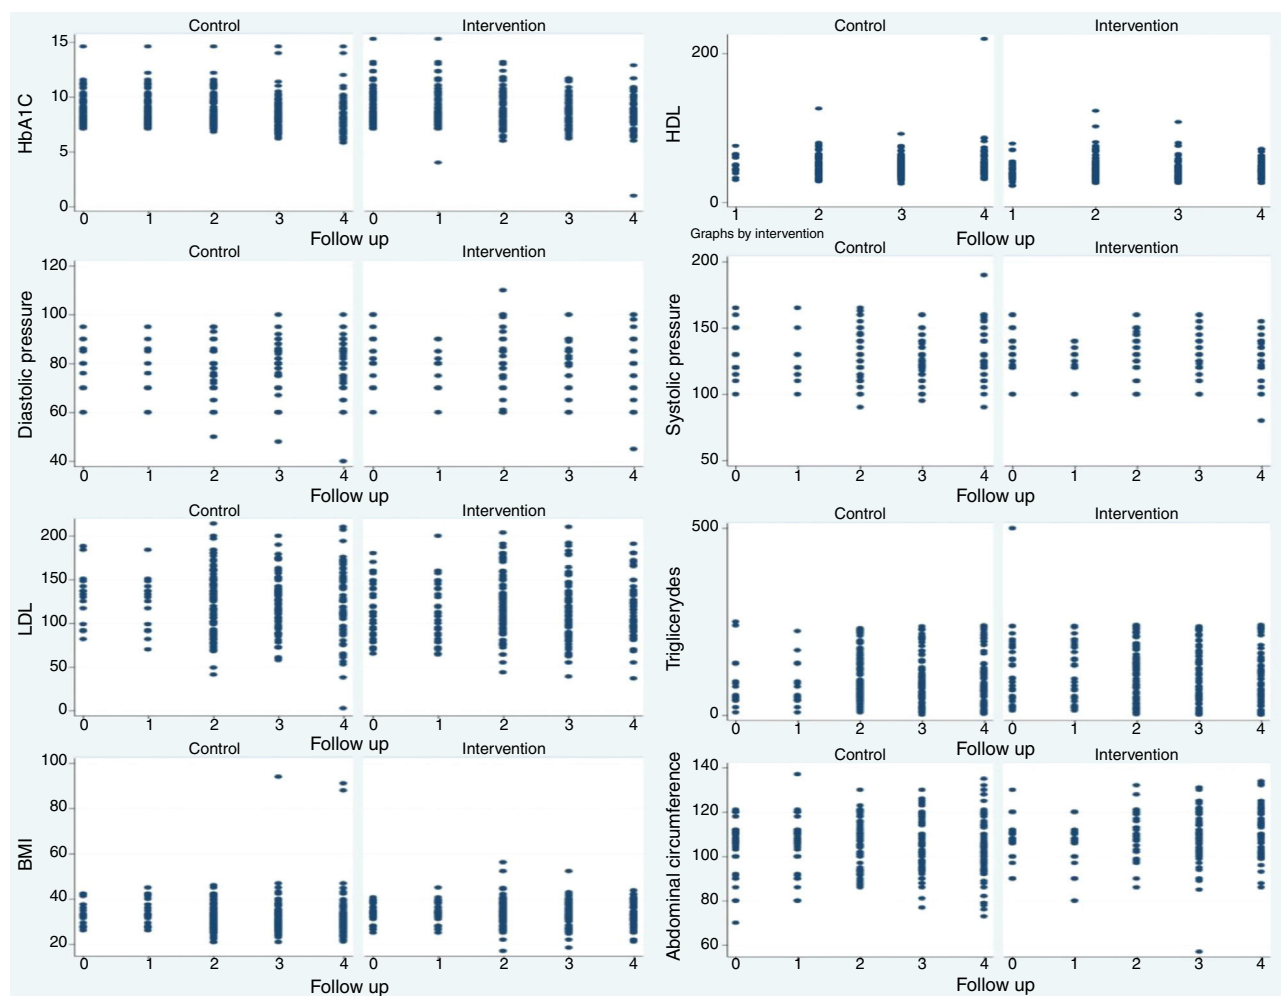 Control Intervention
HbA1C
15
10
5
0
0 1 2 3 4 0 1 2 3 4
Follow up
Control Intervention
HDL
200
0
1 2 3 4 1 2 3 4
Graphs by intervention
Follow up
Control Intervention
Diastolic pressure
120
100
80
60
40
0 1 2 3 4 0 1 2 3 4
Follow up
Control Intervention
Systolic pressure
200
150
100
50
0 1 2 3 4 0 1 2 3 4
Follow up
Control Intervention
LDL
200
150
100
50
0
0 1 2 3 4 0 1 2 3 4
Follow up
Control Intervention
Triglicerydes
500
0
0 1 2 3 4 0 1 2 3 4
Follow up
Control Intervention
BMI
100
80
60
40
20
0 1 2 3 4 0 1 2 3 4
Follow up
Control Intervention
Abdominal circumference
140
120
100
80
60
0 1 2 3 4 0 1 2 3 4
Follow up